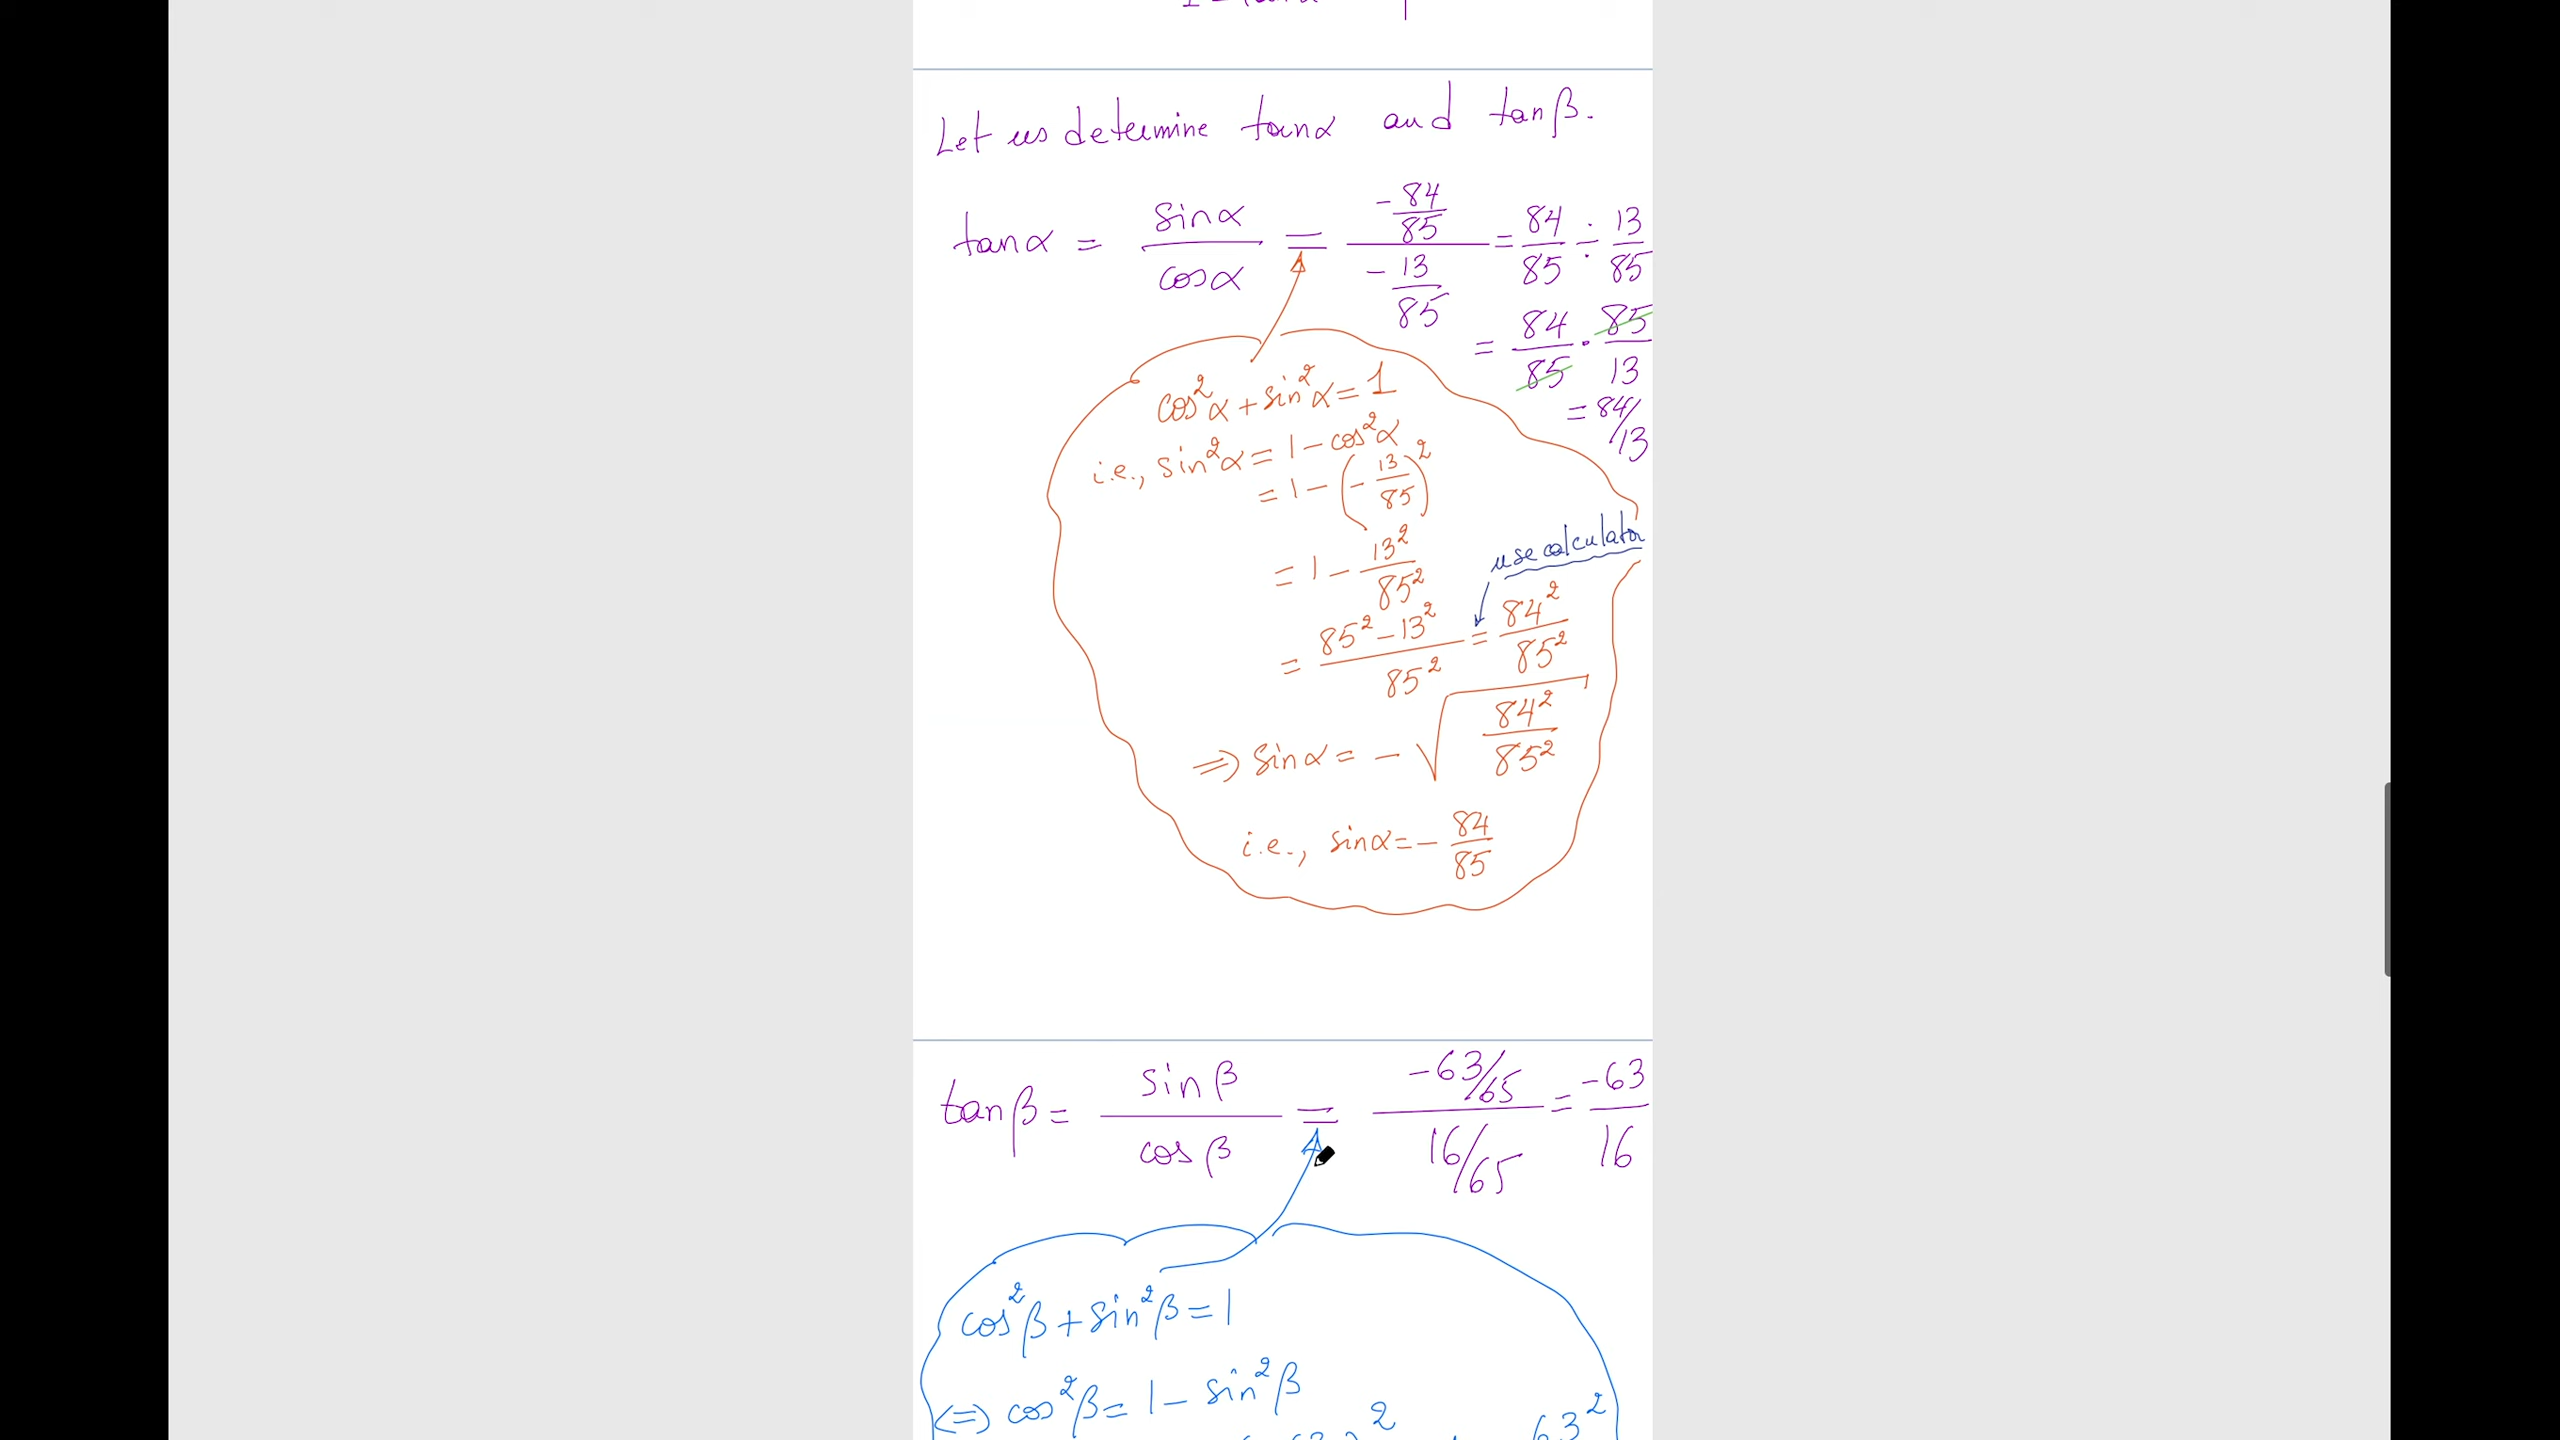 Let us determine tanα and tanβ.
tanα = sinα/cosα = (-84/85)/(-13/85) = 84/85 ÷ 13/85
= 84/85 · 85/13
= 84/13
cos²α + sin²α = 1
i.e., sin²α = 1 - cos²α
= 1 - (-13/85)²
= 1 - 13²/85²
use calculator
= (85² - 13²)/85² = 84²/85²
⇒ sinα = - √(84²/85²)
i.e., sinα = - 84/85
tanβ = sinβ/cosβ = (-63/65)/(16/65) = -63/16
cos²β + sin²β = 1
⇔ cos²β = 1 - sin²β
63²